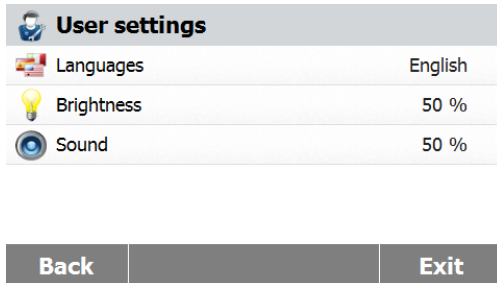 User settings
Languages English
Brightness 50 %
Sound 50 %
Back Exit